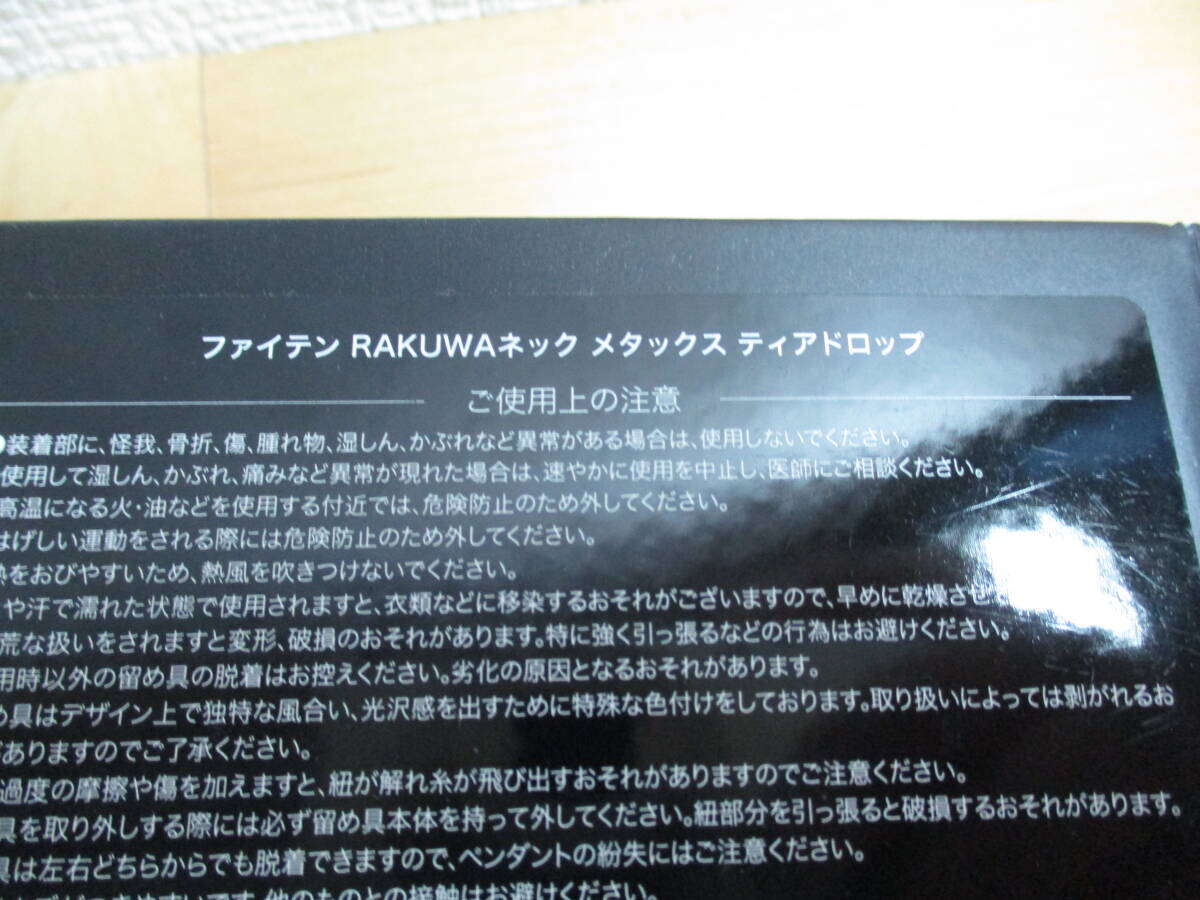 ファイテン RAKUWAネック メタックス ティアドロップ
ご使用上の注意
●装着部に、怪我、骨折、傷、腫れ物、湿しん、かぶれなど異常がある場合は、使用しないでください。
使用して湿しん、かぶれ、痛みなど異常が現れた場合は、速やかに使用を中止し、医師にご相談ください。
高温になる火・油などを使用する付近では、危険防止のため外してください。
はげしい運動をされる際には危険防止のため外してください。
熱をおびやすいため、熱風を吹きつけないでください。
や汗で濡れた状態で使用されますと、衣類などに移染するおそれがございますので、早めに乾燥させ
荒な扱いをされますと変形、破損のおそれがあります。特に強く引っ張るなどの行為はお避けください。
用時以外の留め具の脱着はお控えください。劣化の原因となるおそれがあります。
め具はデザイン上で独特な風合い、光沢感を出すために特殊な色付けをしております。取り扱いによっては剥がれるお
がありますのでご了承ください。
過度の摩擦や傷を加えますと、紐が解れ糸が飛び出すおそれがありますのでご注意ください。
具を取り外しする際には必ず留め具本体を持って外してください。紐部分を引っ張ると破損するおそれがあります。
具は左右どちらからでも脱着できますので、ペンダントの紛失にはご注意ください。
つきやすいです。他のものとの接触はお避けください。